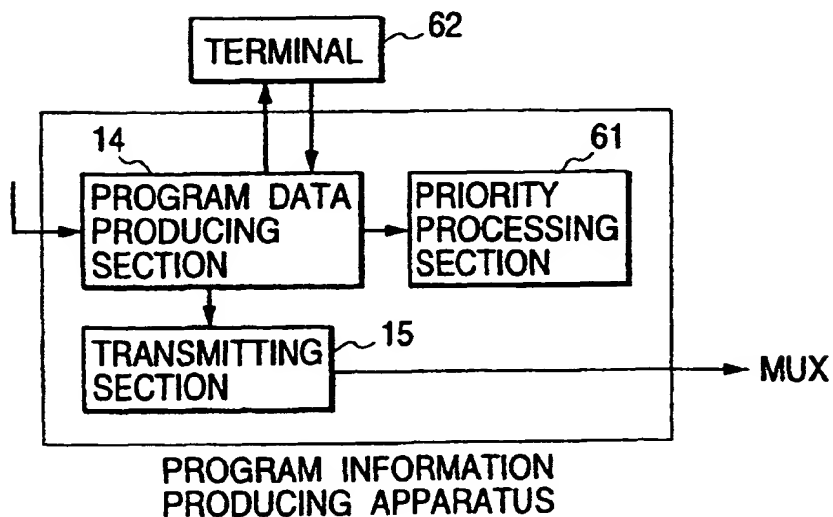 62
TERMINAL
14
61
PROGRAM DATA
PRODUCING
SECTION
PRIORITY
PROCESSING
SECTION
15
TRANSMITTING
SECTION
MUX
PROGRAM INFORMATION
PRODUCING APPARATUS